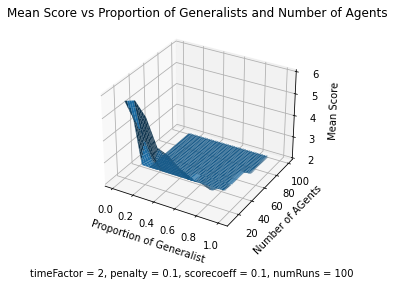 Mean Score vs Proportion of Generalists and Number of Agents
6
5
4
3
2
Mean Score
100
80
60
40
20
Number of AGents
0.0 0.2 0.4 0.6 0.8 1.0
Proportion of Generalist
timeFactor = 2, penalty = 0.1, scorecoeff = 0.1, numRuns = 100